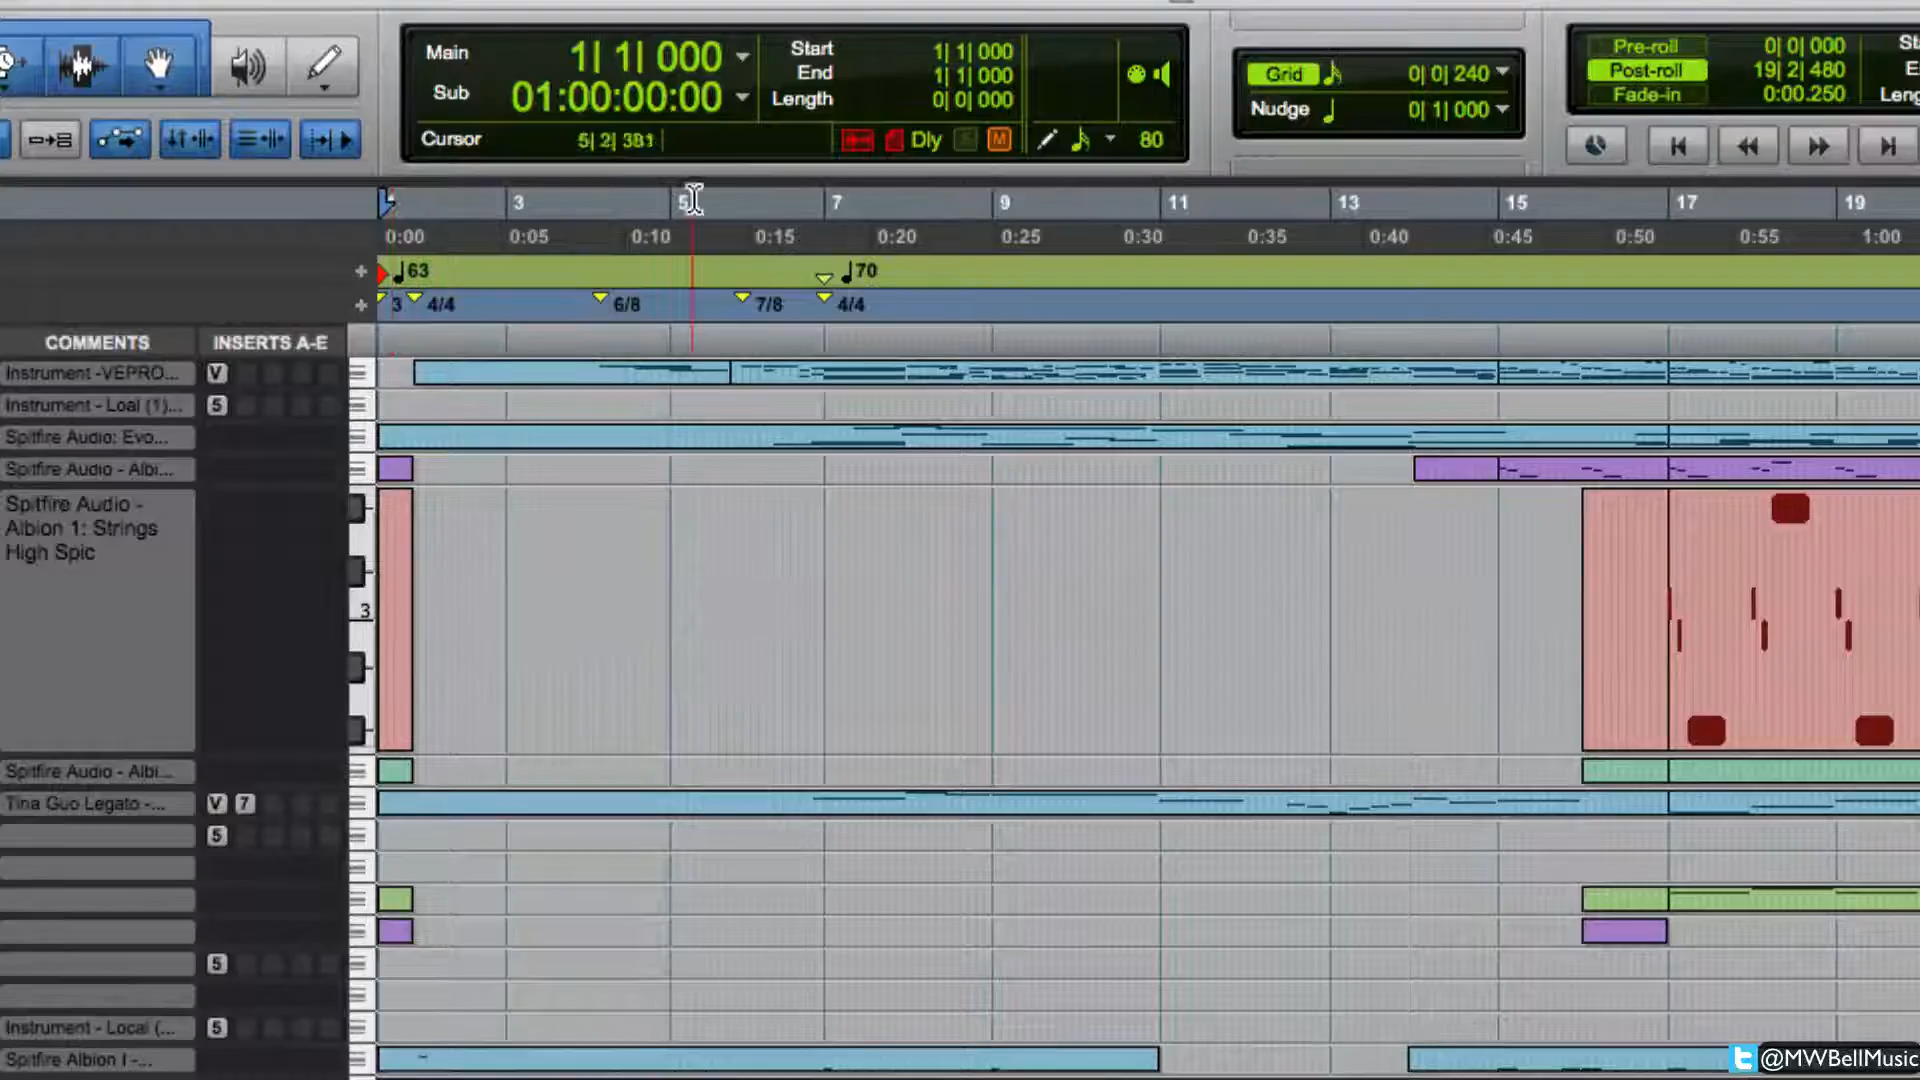 Main 1| 1| 000
Sub 01:00:00:00
Start 1| 1| 000
End 1| 1| 000
Length 0| 0| 000
Cursor 5| 2| 381
Dly M 80
Grid 0| 0| 240
Nudge 0| 1| 000
Pre-roll 0| 0| 000
Post-roll 19| 2| 480
Fade-in 0:00.250
3 5 7 9 11 13 15 17 19
0:00 0:05 0:10 0:15 0:20 0:25 0:30 0:35 0:40 0:45 0:50 0:55 1:00
+ 63 70
+ 3 4/4 6/8 7/8 4/4
COMMENTS INSERTS A-E
Instrument -VEPRO... V
Instrument - Loal (1)... 5
Spitfire Audio: Evo...
Spitfire Audio - Albi...
Spitfire Audio -
Albion 1: Strings
High Spic
3
Spitfire Audio - Albi...
Tina Guo Legato -... V 7
5
5
Instrument - Local (... 5
Spitfire Albion I -...
@MWBellMusic